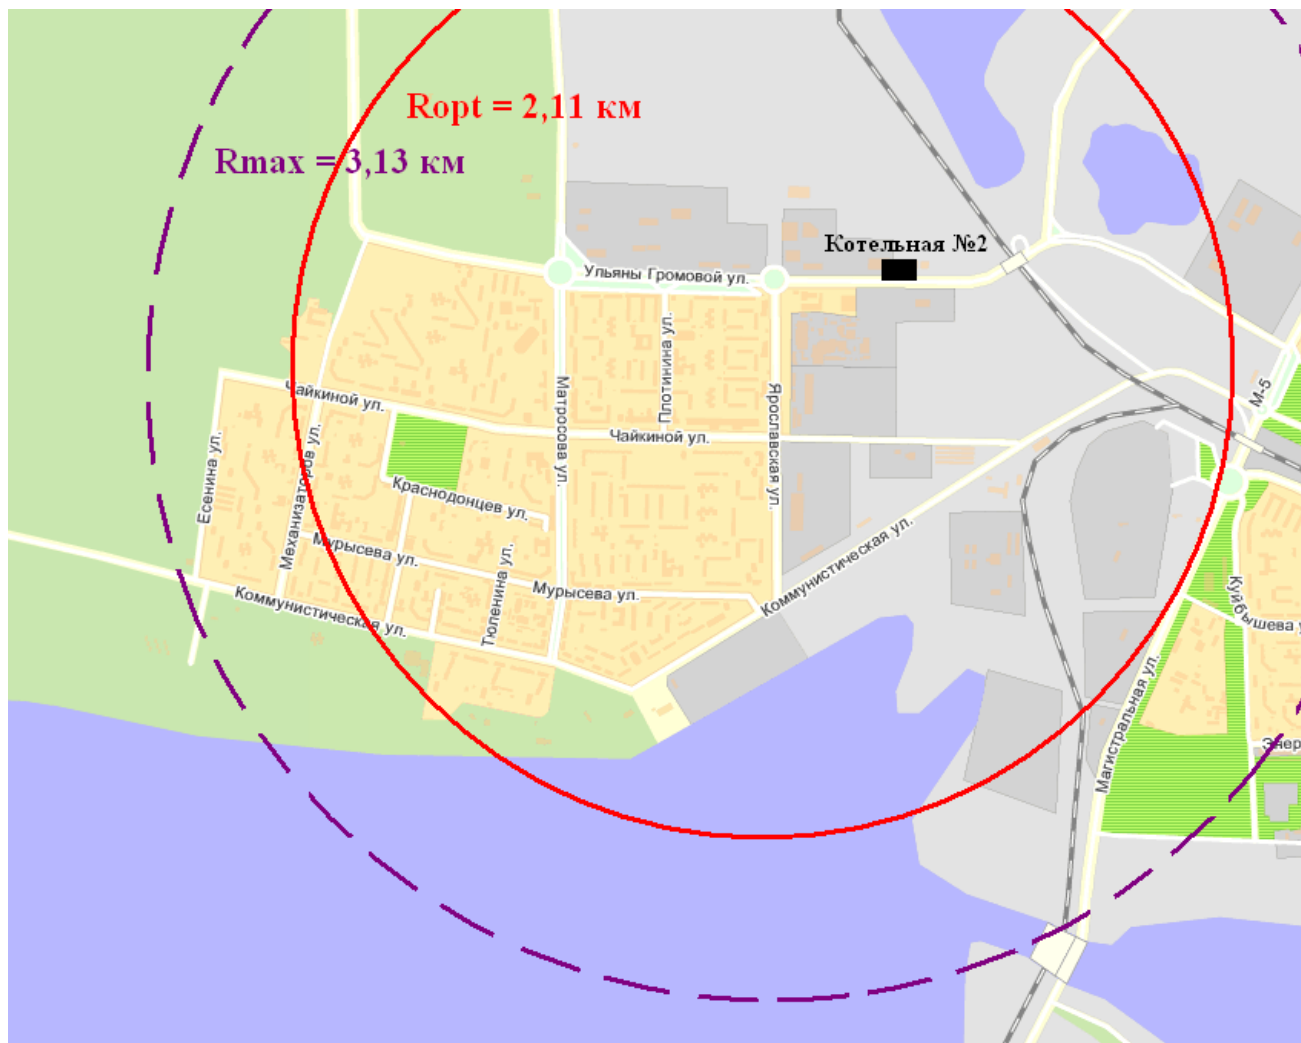 Ropt = 2,11 км
Rmax = 3,13 км
Котельная №2
Ульяны Громовой ул.
Плотинина ул.
Матросова ул.
Ярославская ул.
М-5
Чайкиной ул.
Чайкиной ул.
Есенина ул.
Механизаторов ул.
Краснодонцев ул.
Мурысева ул.
Тюленина ул.
Мурысева ул.
Коммунистическая ул.
Коммунистическая ул.
Куйбышева у
Магистральная ул.
Энер